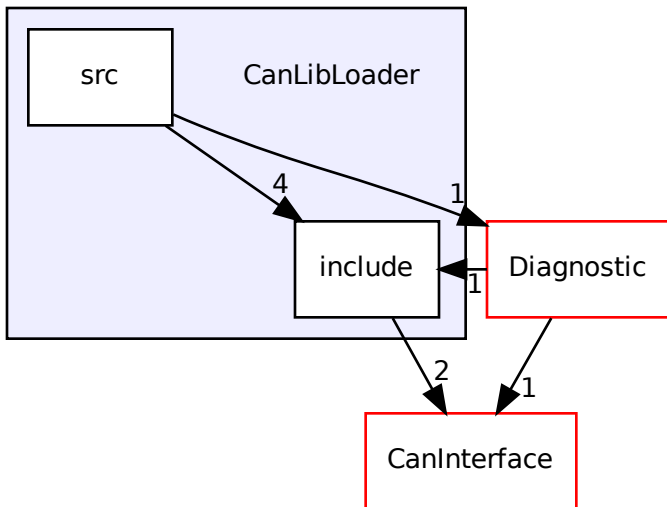 src
CanLibLoader
4
1
include
Diagnostic
1
2
1
CanInterface